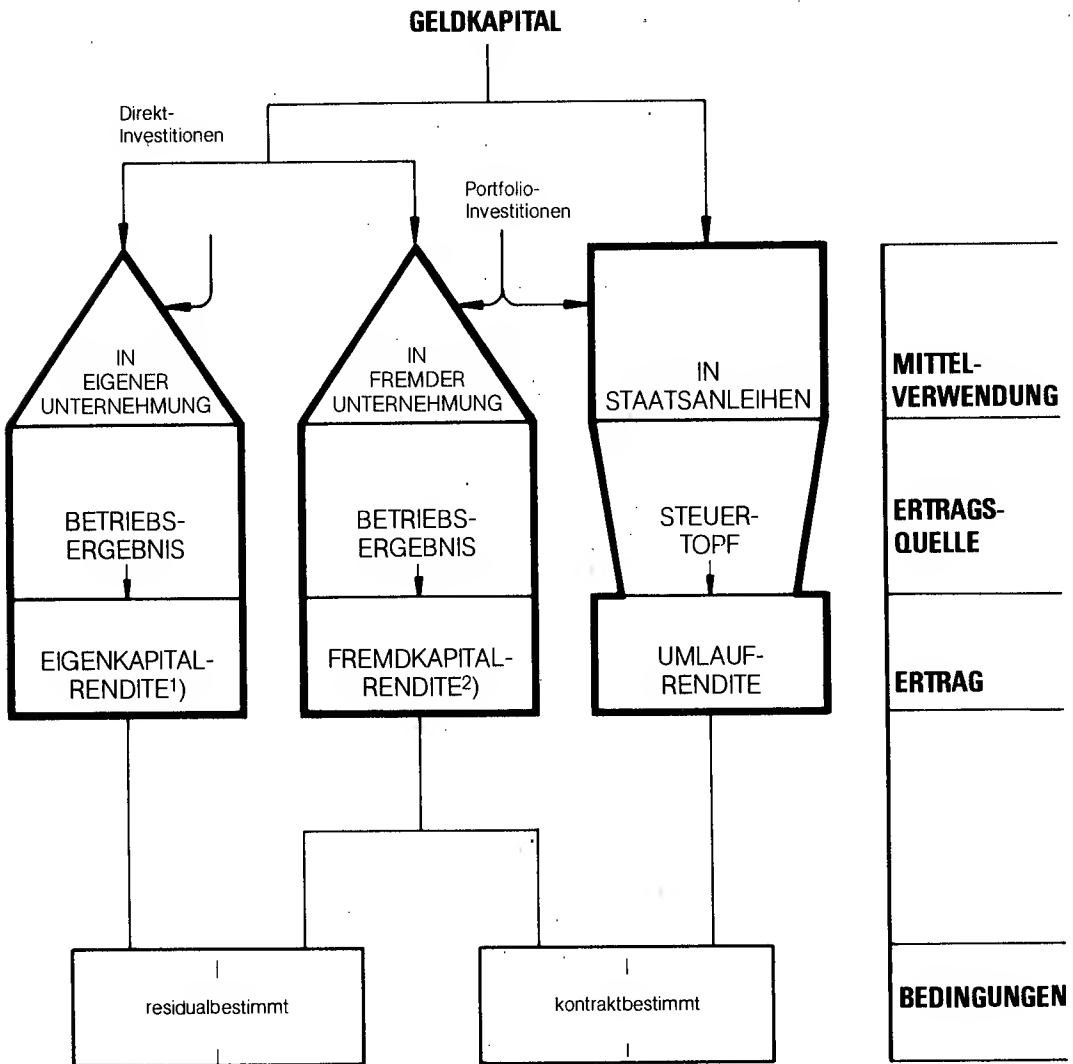 GELDKAPITAL
Direkt-
Investitionen
Portfolio-
Investitionen
IN
EIGENER
UNTERNEHMUNG
IN
FREMDER
UNTERNEHMUNG
IN
STAATSANLEIHEN
MITTEL-
VERWENDUNG
BETRIEBS-
ERGEBNIS
BETRIEBS-
ERGEBNIS
STEUER-
TOPF
ERTRAGS-
QUELLE
EIGENKAPITAL-
RENDITE¹)
FREMDKAPITAL-
RENDITE²)
UMLAUF-
RENDITE
ERTRAG
residualbestimmt
kontraktbestimmt
BEDINGUNGEN